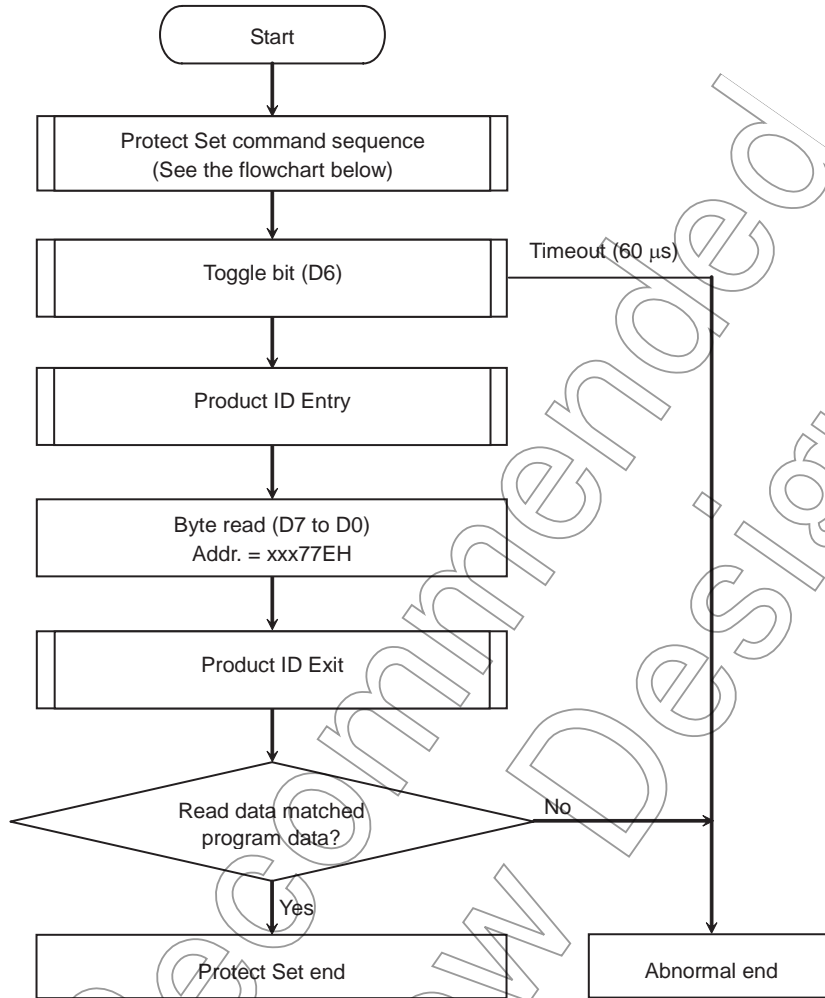 Start
Protect Set command sequence
(See the flowchart below)
Toggle bit (D6)
Timeout (60 μs)
Product ID Entry
Byte read (D7 to D0)
Addr. = xxx77EH
Product ID Exit
Read data matched
program data?
No
Yes
Protect Set end
Abnormal end